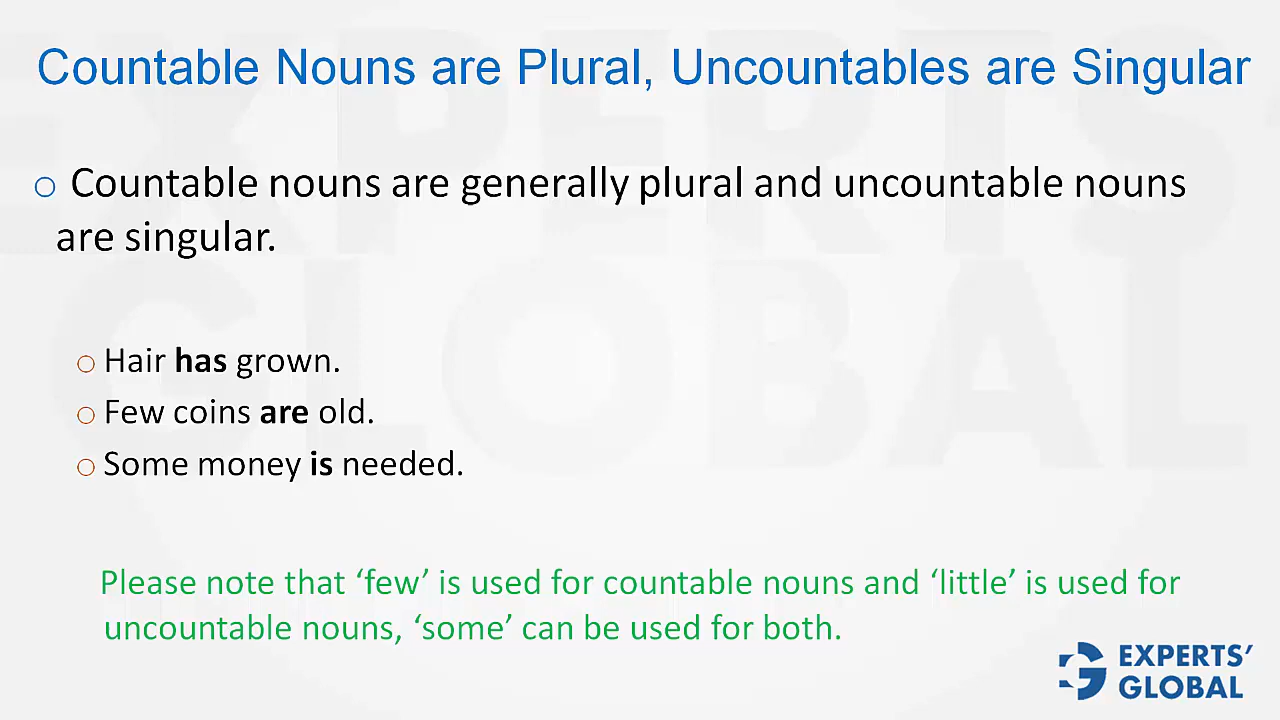 Countable Nouns are Plural, Uncountables are Singular
o Countable nouns are generally plural and uncountable nouns
are singular.
o Hair has grown.
o Few coins are old.
o Some money is needed.
Please note that ‘few’ is used for countable nouns and ‘little’ is used for
uncountable nouns, ‘some’ can be used for both.
EXPERTS’
GLOBAL